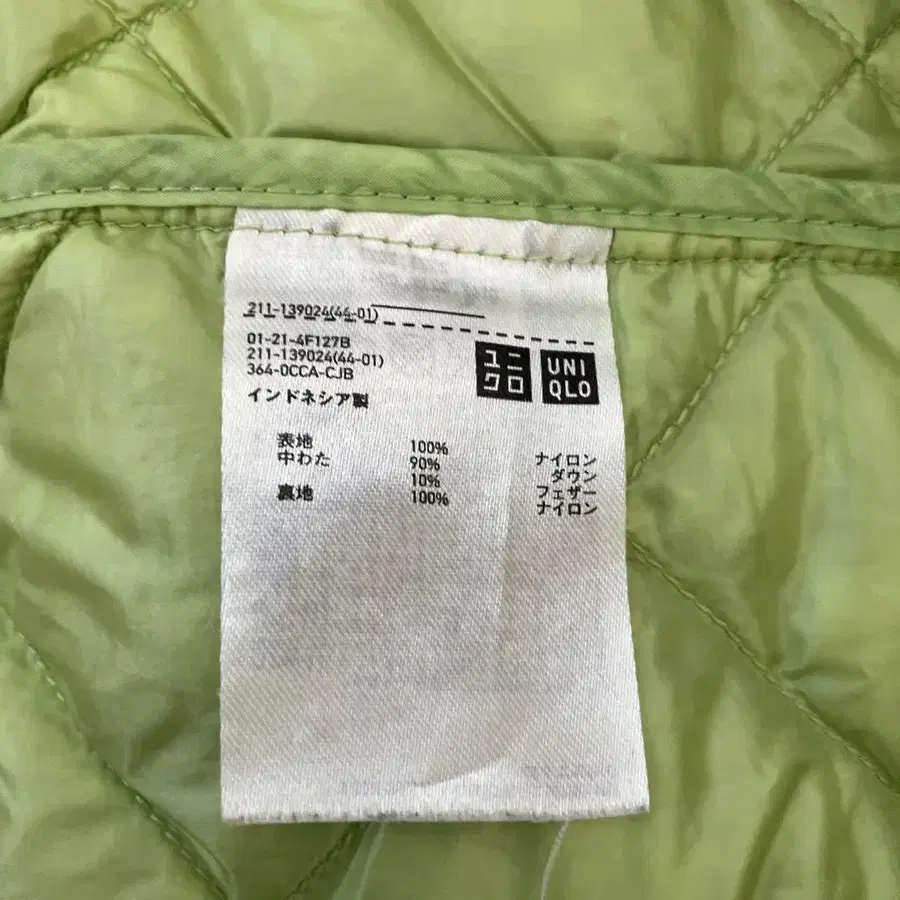 211-139024(44-01)
01-21-4F127B
211-139024(44-01)
364-0CCA-CJB
インドネシア製
ユニ
クロ
UNI
QLO
表地 100% ナイロン
中わた 90% ダウン
10% フェザー
裏地 100% ナイロン